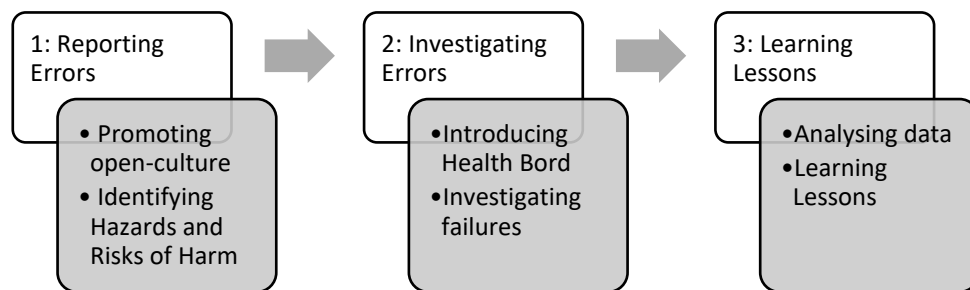 1: Reporting
Errors
• Promoting
open-culture
• Identifying
Hazards and
Risks of Harm
2: Investigating
Errors
•Introducing
Health Bord
•Investigating
failures
3: Learning
Lessons
•Analysing data
•Learning
Lessons